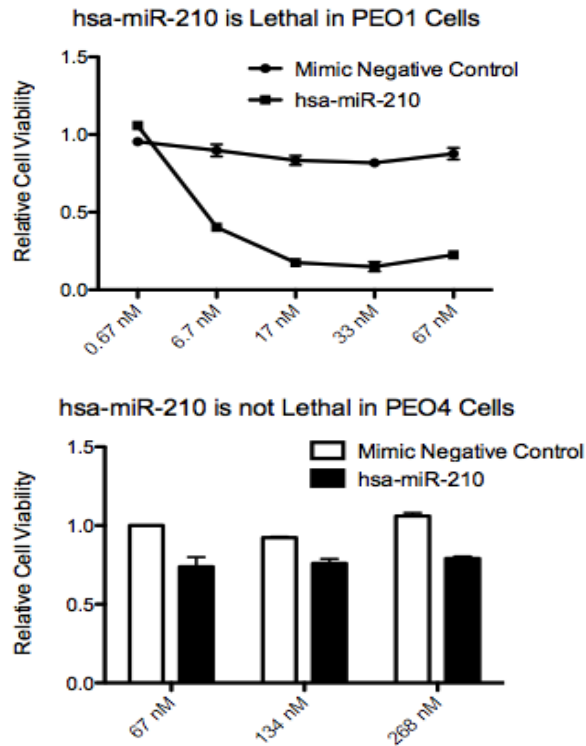 hsa-miR-210 is Lethal in PEO1 Cells
Mimic Negative Control
hsa-miR-210
Relative Cell Viability
1.5
1.0
0.5
0.0
0.67 nM
6.7 nM
17 nM
33 nM
67 nM
hsa-miR-210 is not Lethal in PEO4 Cells
Mimic Negative Control
hsa-miR-210
Relative Cell Viability
1.5
1.0
0.5
0.0
67 nM
134 nM
268 nM